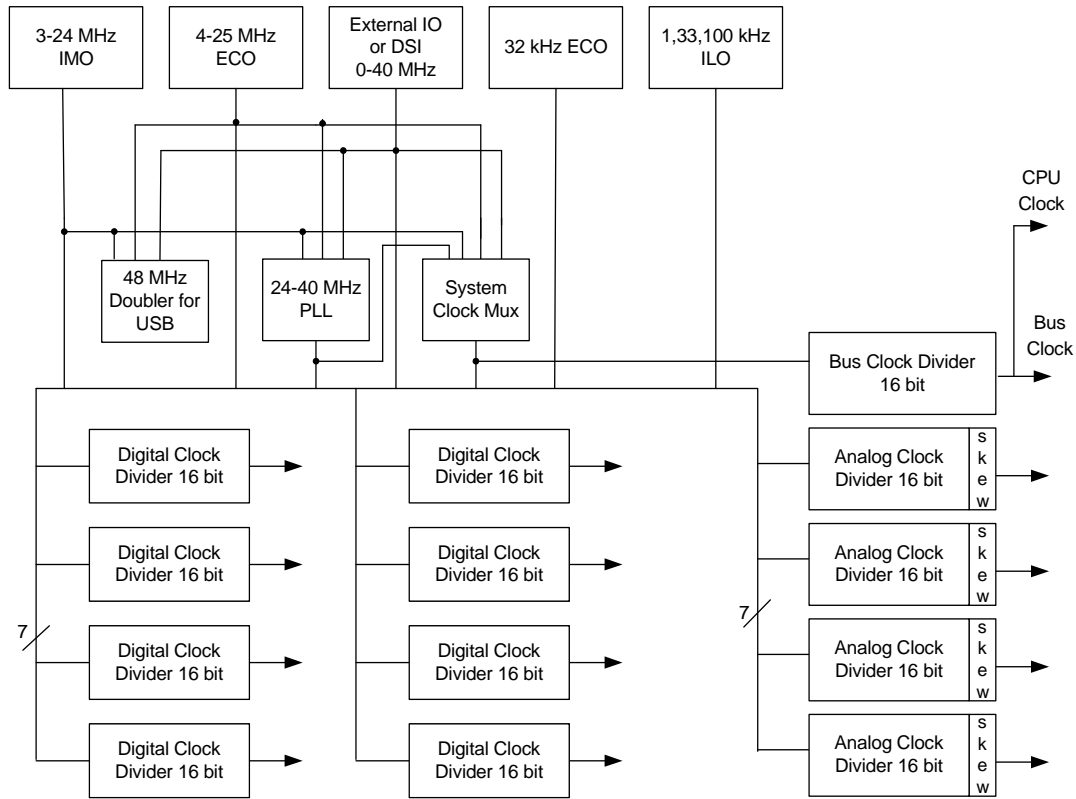 3-24 MHz
IMO
4-25 MHz
ECO
External IO
or DSI
0-40 MHz
32 kHz ECO
1,33,100 kHz
ILO
CPU
Clock
48 MHz
Doubler for
USB
24-40 MHz
PLL
System
Clock Mux
Bus
Clock
Bus Clock Divider
16 bit
Digital Clock
Divider 16 bit
Digital Clock
Divider 16 bit
Analog Clock
Divider 16 bit
s
k
e
w
Digital Clock
Divider 16 bit
Digital Clock
Divider 16 bit
Analog Clock
Divider 16 bit
s
k
e
w
7
7
Digital Clock
Divider 16 bit
Digital Clock
Divider 16 bit
Analog Clock
Divider 16 bit
s
k
e
w
Digital Clock
Divider 16 bit
Digital Clock
Divider 16 bit
Analog Clock
Divider 16 bit
s
k
e
w